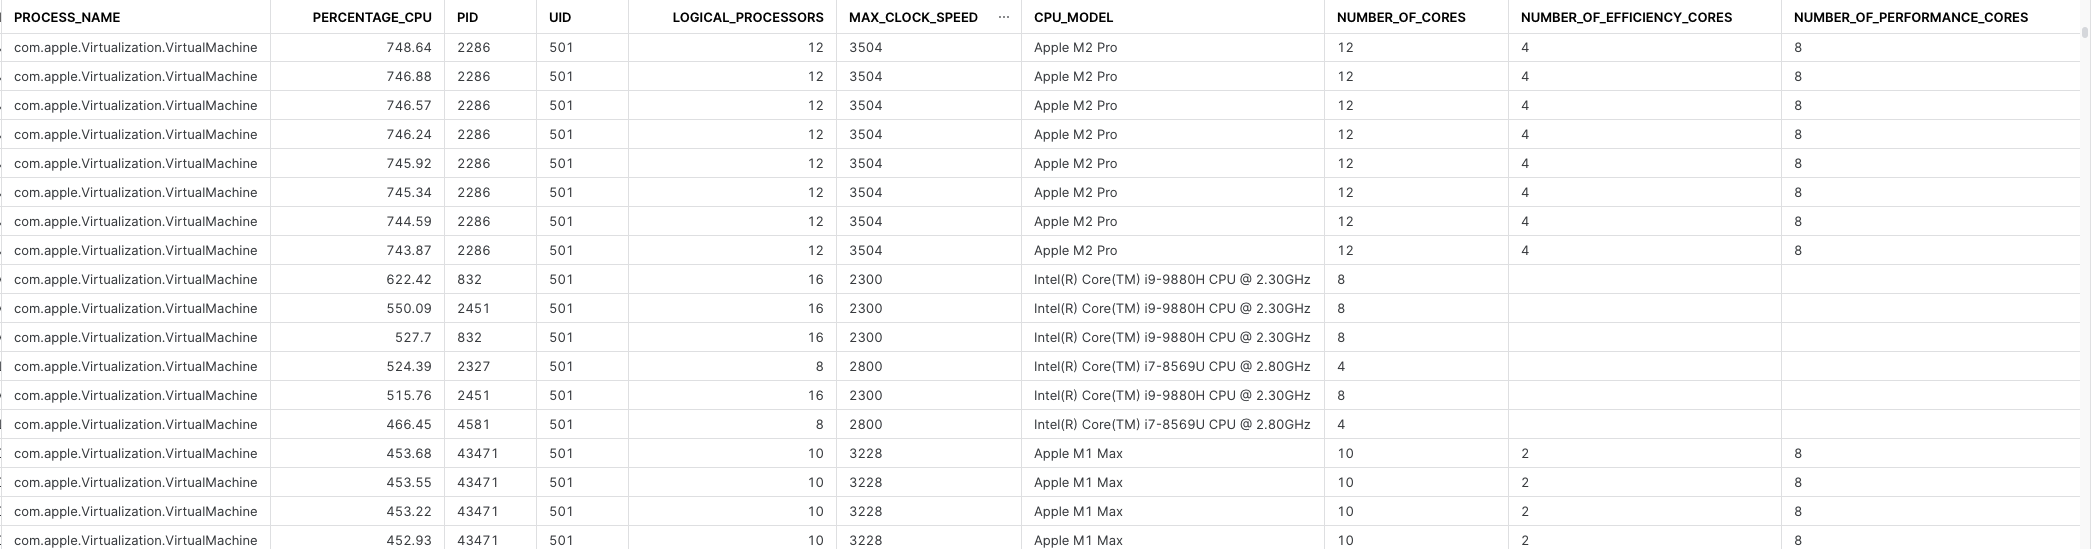 PROCESS_NAME PERCENTAGE_CPU PID UID LOGICAL_PROCESSORS MAX_CLOCK_SPEED ··· CPU_MODEL NUMBER_OF_CORES NUMBER_OF_EFFICIENCY_CORES NUMBER_OF_PERFORMANCE_CORES
com.apple.Virtualization.VirtualMachine 748.64 2286 501 12 3504 Apple M2 Pro 12 4 8
com.apple.Virtualization.VirtualMachine 746.88 2286 501 12 3504 Apple M2 Pro 12 4 8
com.apple.Virtualization.VirtualMachine 746.57 2286 501 12 3504 Apple M2 Pro 12 4 8
com.apple.Virtualization.VirtualMachine 746.24 2286 501 12 3504 Apple M2 Pro 12 4 8
com.apple.Virtualization.VirtualMachine 745.92 2286 501 12 3504 Apple M2 Pro 12 4 8
com.apple.Virtualization.VirtualMachine 745.34 2286 501 12 3504 Apple M2 Pro 12 4 8
com.apple.Virtualization.VirtualMachine 744.59 2286 501 12 3504 Apple M2 Pro 12 4 8
com.apple.Virtualization.VirtualMachine 743.87 2286 501 12 3504 Apple M2 Pro 12 4 8
com.apple.Virtualization.VirtualMachine 622.42 832 501 16 2300 Intel(R) Core(TM) i9-9880H CPU @ 2.30GHz 8
com.apple.Virtualization.VirtualMachine 550.09 2451 501 16 2300 Intel(R) Core(TM) i9-9880H CPU @ 2.30GHz 8
com.apple.Virtualization.VirtualMachine 527.7 832 501 16 2300 Intel(R) Core(TM) i9-9880H CPU @ 2.30GHz 8
com.apple.Virtualization.VirtualMachine 524.39 2327 501 8 2800 Intel(R) Core(TM) i7-8569U CPU @ 2.80GHz 4
com.apple.Virtualization.VirtualMachine 515.76 2451 501 16 2300 Intel(R) Core(TM) i9-9880H CPU @ 2.30GHz 8
com.apple.Virtualization.VirtualMachine 466.45 4581 501 8 2800 Intel(R) Core(TM) i7-8569U CPU @ 2.80GHz 4
com.apple.Virtualization.VirtualMachine 453.68 43471 501 10 3228 Apple M1 Max 10 2 8
com.apple.Virtualization.VirtualMachine 453.55 43471 501 10 3228 Apple M1 Max 10 2 8
com.apple.Virtualization.VirtualMachine 453.22 43471 501 10 3228 Apple M1 Max 10 2 8
com.apple.Virtualization.VirtualMachine 452.93 43471 501 10 3228 Apple M1 Max 10 2 8